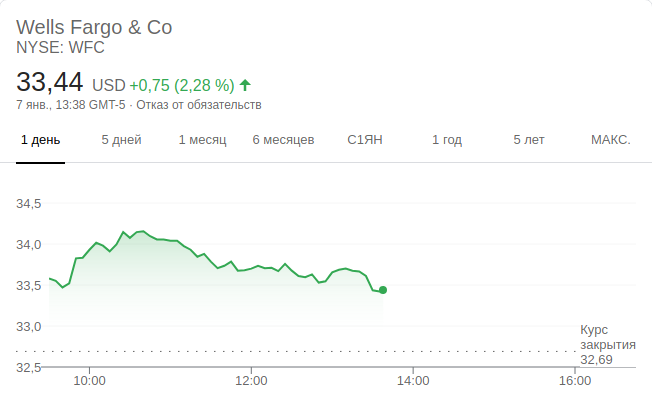 Wells Fargo & Co
NYSE: WFC
33,44 USD +0,75 (2,28 %)
7 янв., 13:38 GMT-5 · Отказ от обязательств
1 день 5 дней 1 месяц 6 месяцев С1ЯН 1 год 5 лет МАКС.
34,5
34,0
33,5
33,0
Курс
закрытия
32,69
32,5
10:00 12:00 14:00 16:00